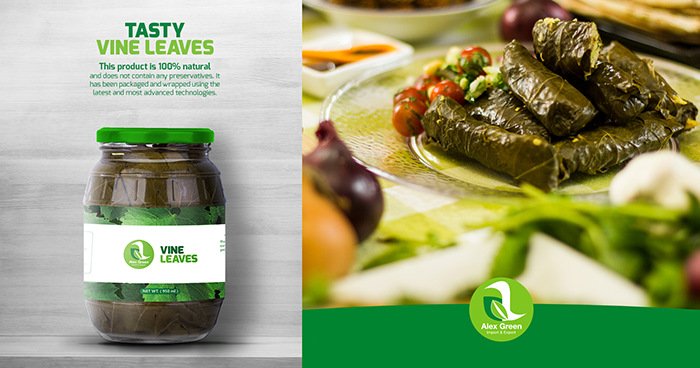 TASTY
VINE LEAVES
This product is 100% natural
and does not contain any preservatives. It
has been packaged and wrapped using the
latest and most advanced technologies.
Alex Green
VINE
LEAVES
NET WT. ( 950 ml )
Alex Green
Import & Export